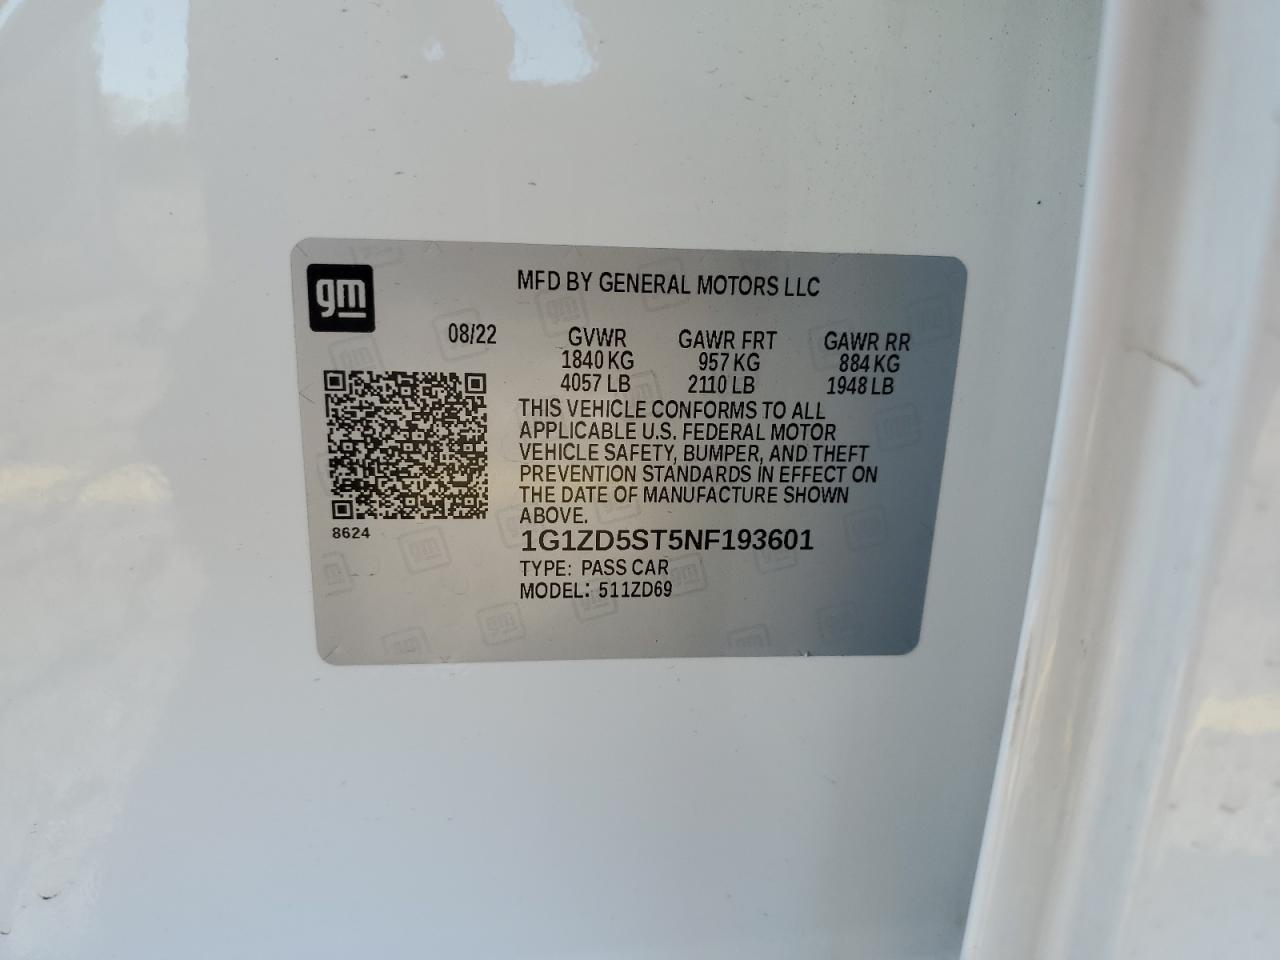 gm
MFD BY GENERAL MOTORS LLC
08/22 GVWR GAWR FRT GAWR RR
1840 KG 957 KG 884 KG
4057 LB 2110 LB 1948 LB
THIS VEHICLE CONFORMS TO ALL
APPLICABLE U.S. FEDERAL MOTOR
VEHICLE SAFETY, BUMPER, AND THEFT
PREVENTION STANDARDS IN EFFECT ON
THE DATE OF MANUFACTURE SHOWN
ABOVE.
8624
1G1ZD5ST5NF193601
TYPE: PASS CAR
MODEL: 511ZD69